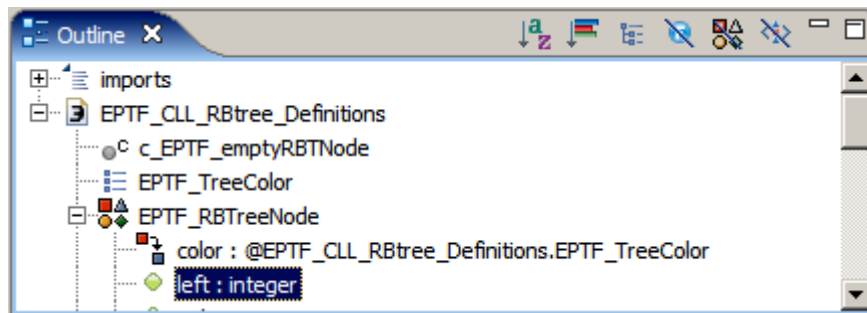 Outline
imports
EPTF_CLL_RBtree_Definitions
c_EPTF_emptyRBTNode
EPTF_TreeColor
EPTF_RBTreeNode
color : @EPTF_CLL_RBtree_Definitions.EPTF_TreeColor
left : integer